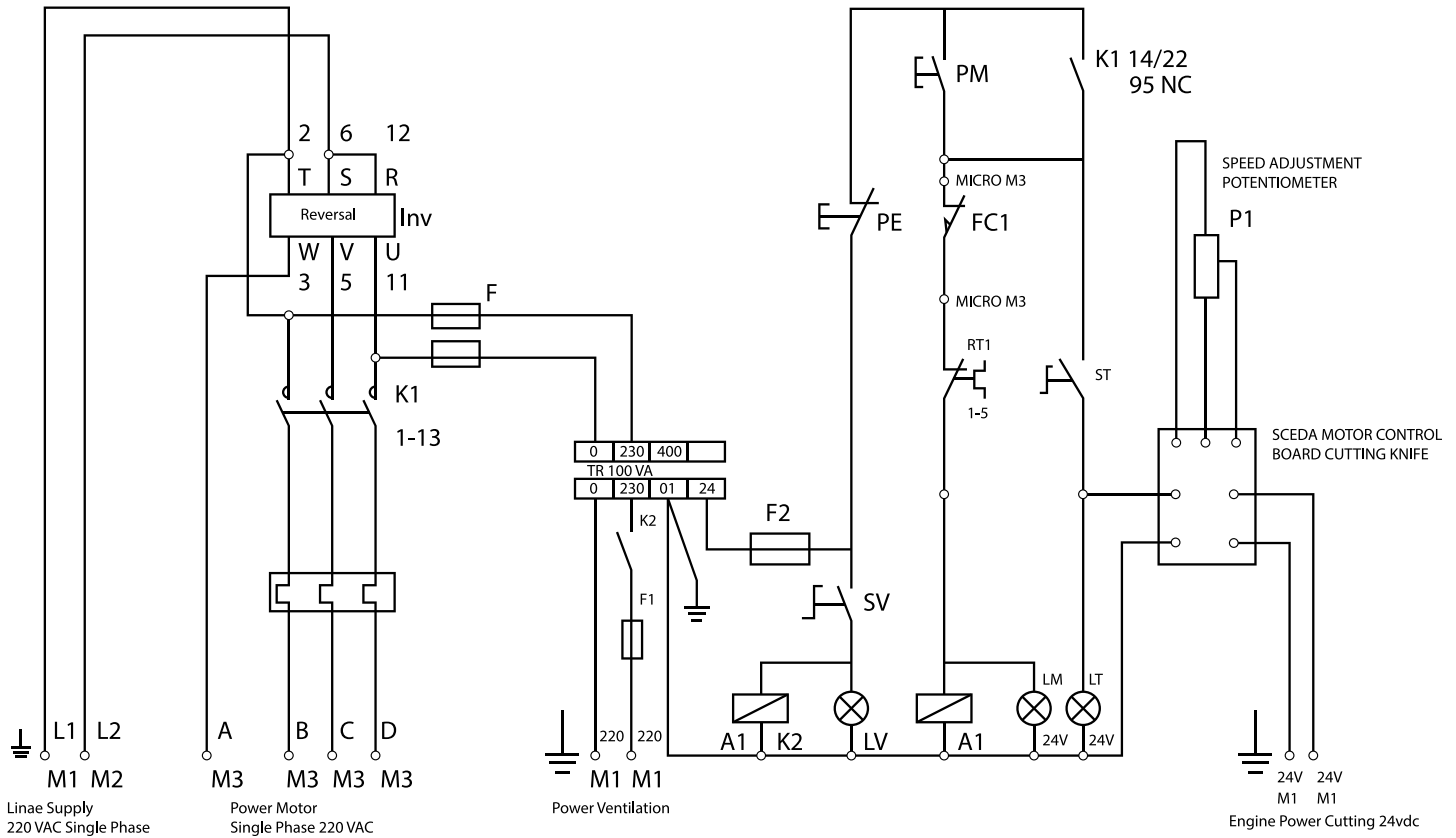 2 6 12
T S R
Reversal Inv
W V U
3 5 11
F
K1
1-13
L1 L2 A B C D
M1 M2 M3 M3 M3 M3
Linae Supply
220 VAC Single Phase
Power Motor
Single Phase 220 VAC
0 230 400
TR 100 VA
0 230 01 24
K2
F1
220 220
M1 M1
Power Ventilation
F2
PE
SV
A1 K2 LV
PM
MICRO M3
FC1
MICRO M3
RT1
1-5
A1
LM
24V
LT
24V
K1 14/22
95 NC
ST
SPEED ADJUSTMENT
POTENTIOMETER
P1
SCEDA MOTOR CONTROL
BOARD CUTTING KNIFE
24V 24V
M1 M1
Engine Power Cutting 24vdc